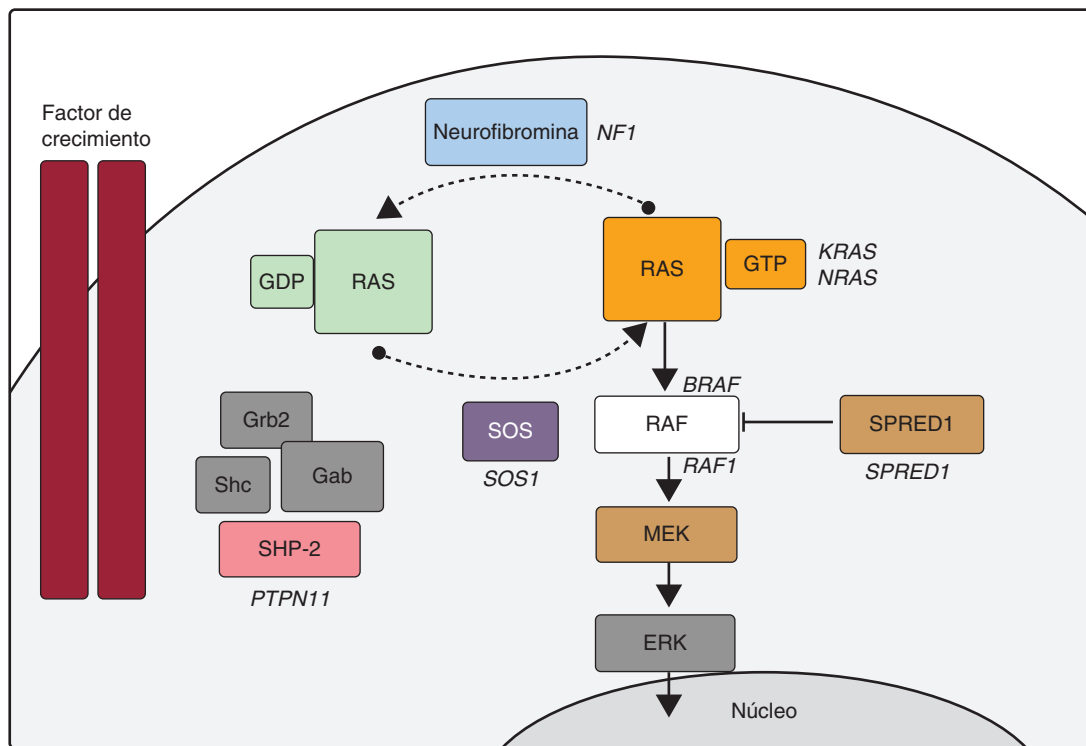 Factor de
crecimiento
Neurofibromina
NF1
GDP
RAS
RAS
GTP
KRAS
NRAS
BRAF
RAF
RAF1
SPRED1
SPRED1
Grb2
Shc
Gab
SHP-2
PTPN11
SOS
SOS1
MEK
ERK
Núcleo